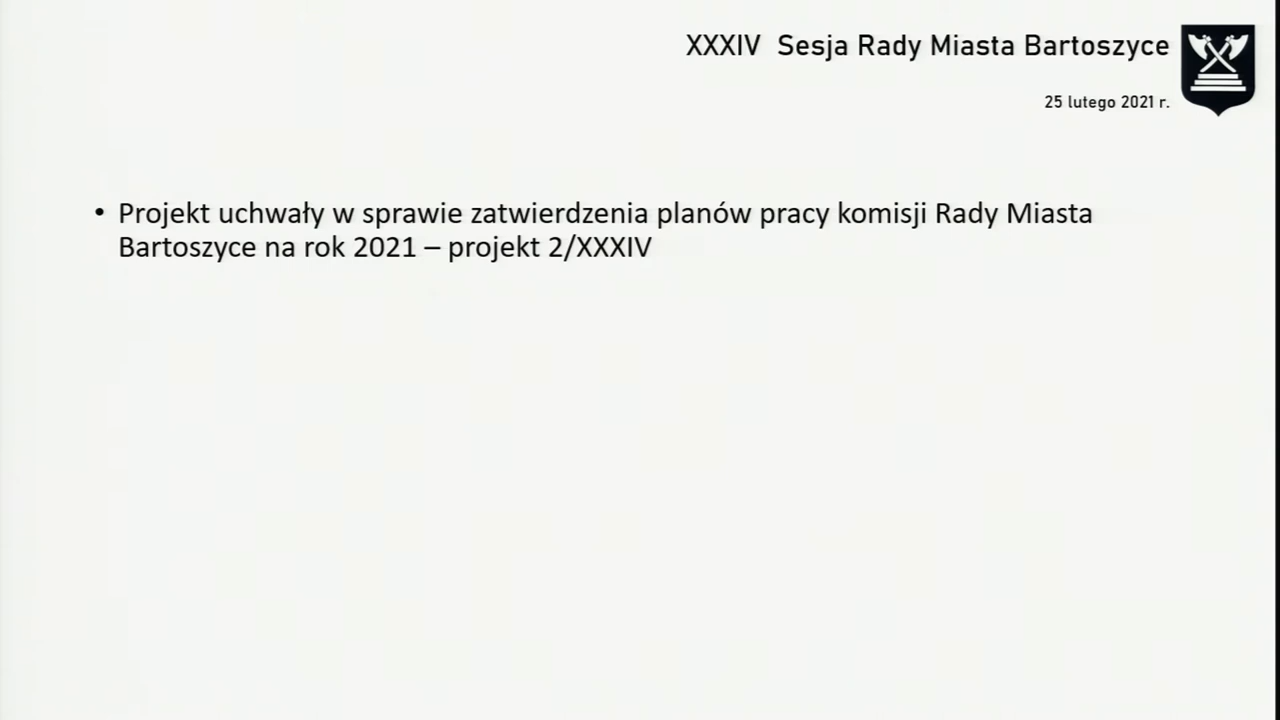 XXXIV Sesja Rady Miasta Bartoszyce
25 lutego 2021 r.
• Projekt uchwały w sprawie zatwierdzenia planów pracy komisji Rady Miasta
Bartoszyce na rok 2021 – projekt 2/XXXIV